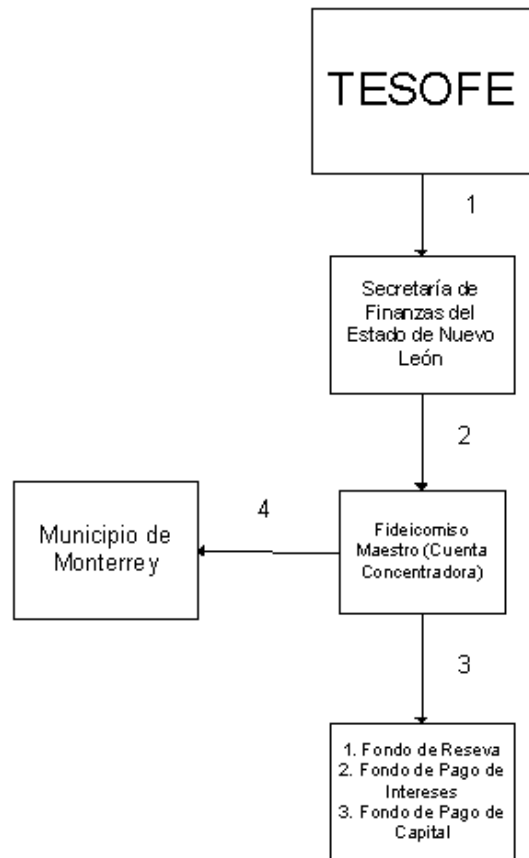 TESOFE
1
Secretaría de
Finanzas del
Estado de Nuevo
León
2
Fideicomiso
Maestro (Cuenta
Concentradora)
4
Municipio de
Monterrey
3
1. Fondo de Reseva
2. Fondo de Pago de
Intereses
3. Fondo de Pago de
Capital